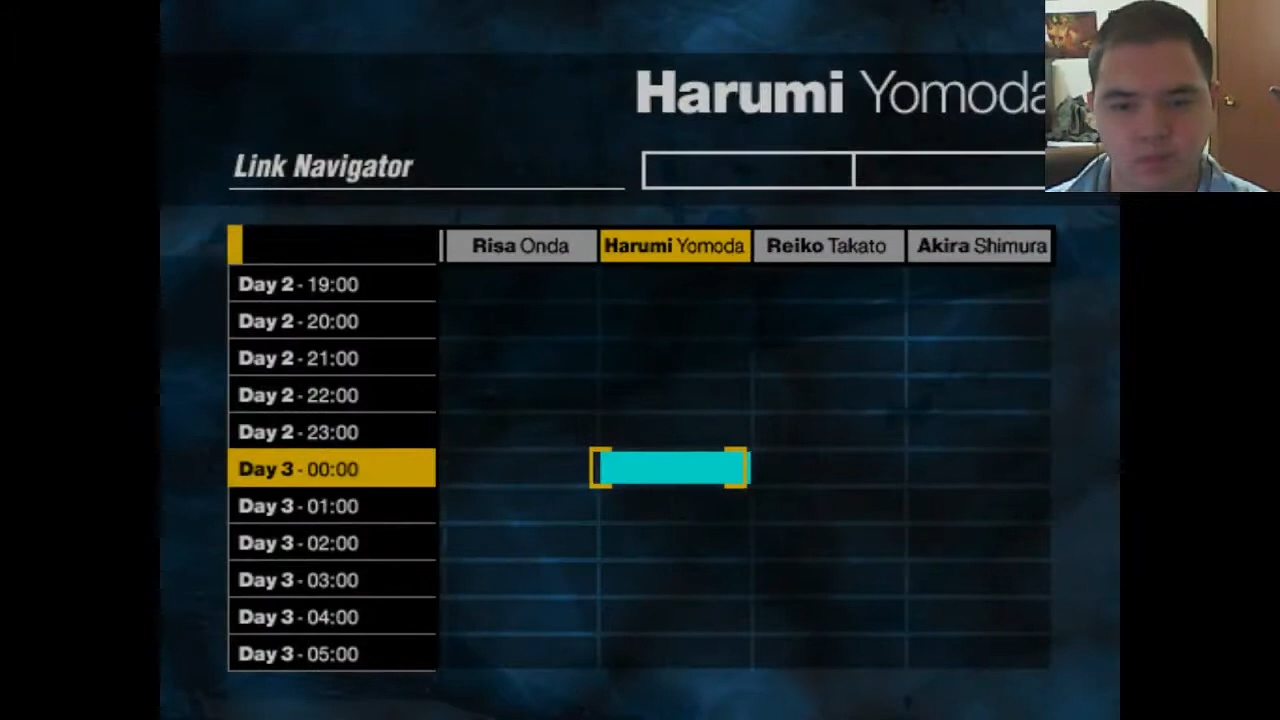 Harumi Yomoda
Link Navigator
Risa Onda Harumi Yomoda Reiko Takato Akira Shimura
Day 2 - 19:00
Day 2 - 20:00
Day 2 - 21:00
Day 2 - 22:00
Day 2 - 23:00
Day 3 - 00:00
Day 3 - 01:00
Day 3 - 02:00
Day 3 - 03:00
Day 3 - 04:00
Day 3 - 05:00